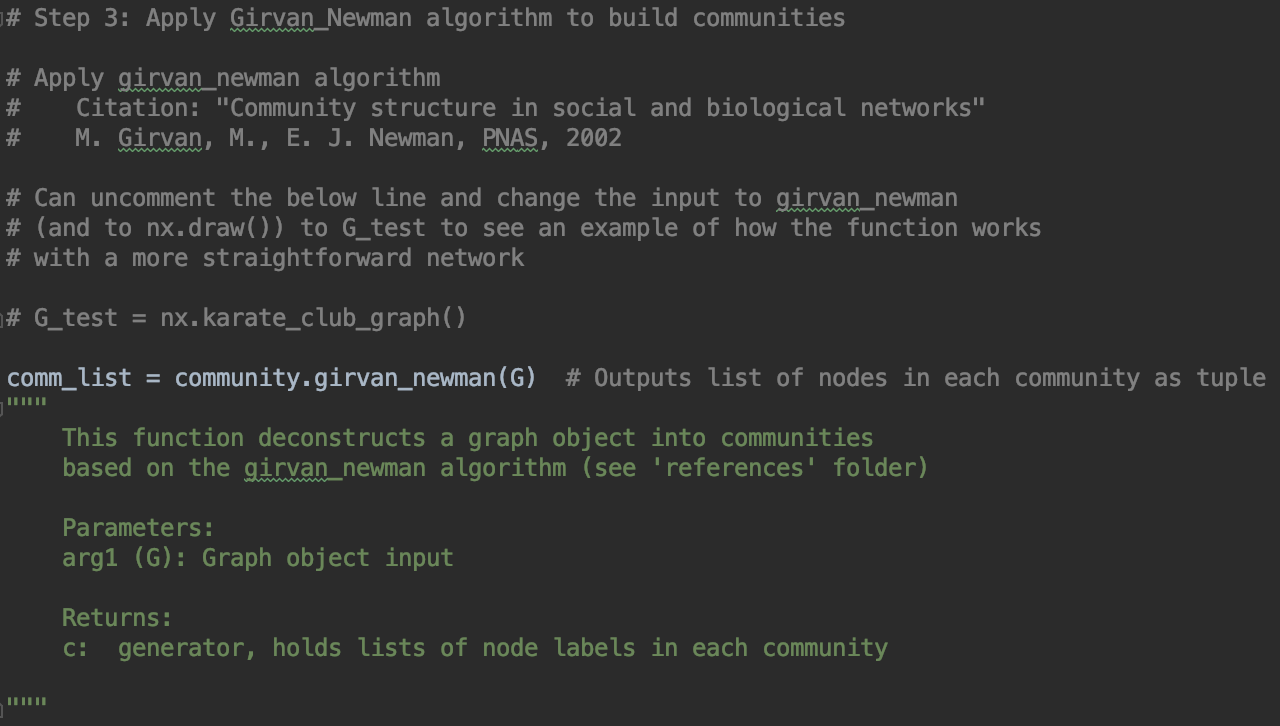 # Step 3: Apply Girvan_Newman algorithm to build communities
# Apply girvan_newman algorithm
#    Citation: "Community structure in social and biological networks"
#    M. Girvan, M., E. J. Newman, PNAS, 2002
# Can uncomment the below line and change the input to girvan_newman
# (and to nx.draw()) to G_test to see an example of how the function works
# with a more straightforward network
# G_test = nx.karate_club_graph()
comm_list = community.girvan_newman(G)  # Outputs list of nodes in each community as tuple
"""
    This function deconstructs a graph object into communities
    based on the girvan_newman algorithm (see 'references' folder)
    Parameters:
    arg1 (G): Graph object input
    Returns:
    c:  generator, holds lists of node labels in each community
"""